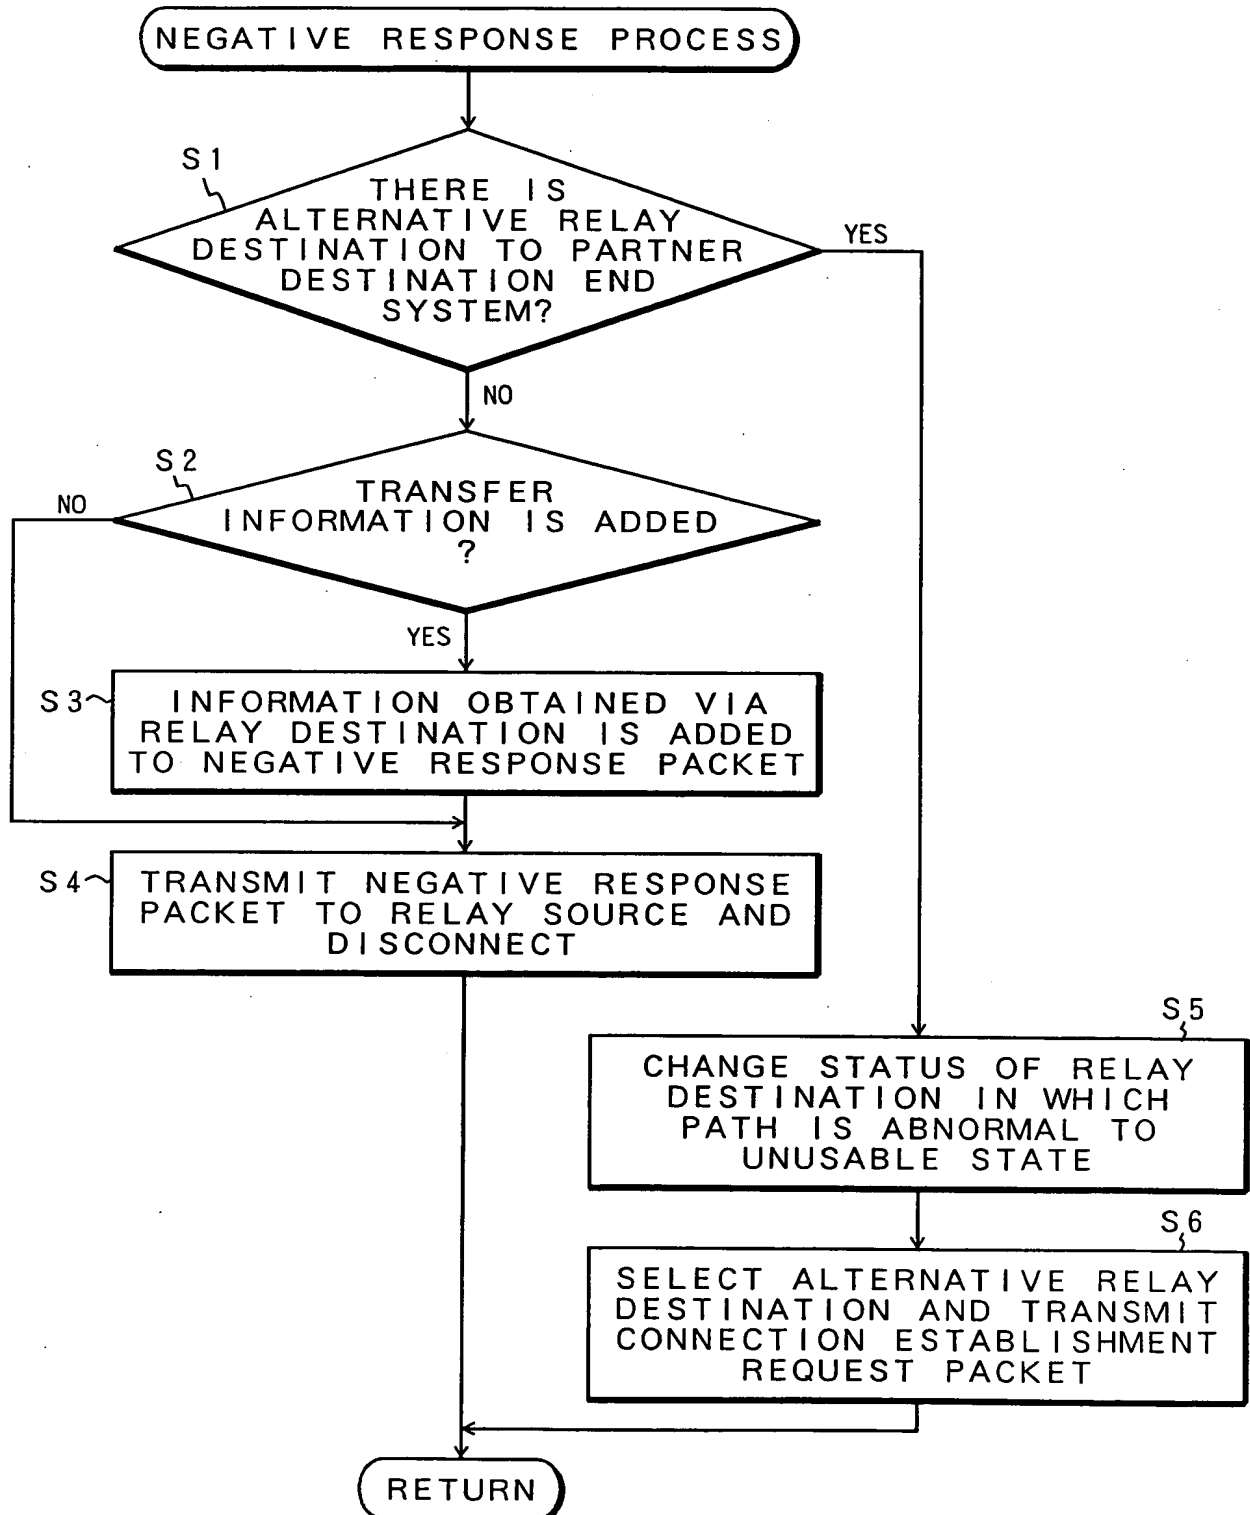 NEGATIVE RESPONSE PROCESS
S1
THERE IS
ALTERNATIVE RELAY
DESTINATION TO PARTNER
DESTINATION END
SYSTEM?
YES
NO
S2
TRANSFER
INFORMATION IS ADDED
?
NO
YES
S3
INFORMATION OBTAINED VIA
RELAY DESTINATION IS ADDED
TO NEGATIVE RESPONSE PACKET
S4
TRANSMIT NEGATIVE RESPONSE
PACKET TO RELAY SOURCE AND
DISCONNECT
S5
CHANGE STATUS OF RELAY
DESTINATION IN WHICH
PATH IS ABNORMAL TO
UNUSABLE STATE
S6
SELECT ALTERNATIVE RELAY
DESTINATION AND TRANSMIT
CONNECTION ESTABLISHMENT
REQUEST PACKET
RETURN